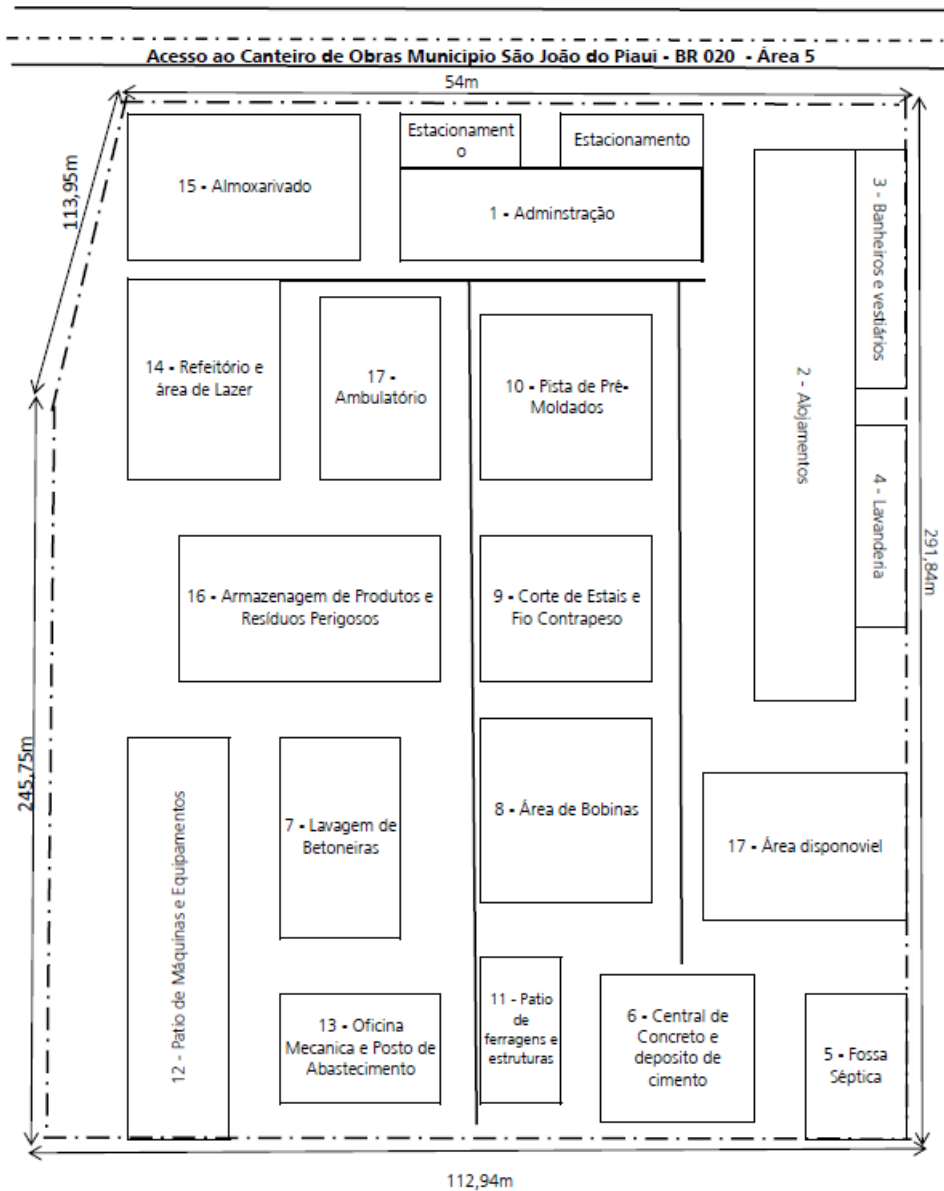 Acesso ao Canteiro de Obras Municipio São João do Piaui - BR 020 - Área 5
54m
113,95m
Estacionament
o
Estacionamento
15 - Almoxarivado
1 - Adminstração
3 - Banheiros e vestiários
14 - Refeitório e
área de Lazer
17 -
Ambulatório
10 - Pista de Pré-
Moldados
2 - Alojamentos
4 - Lavanderia
291,84m
16 - Armazenagem de Produtos e
Resíduos Perigosos
9 - Corte de Estais e
Fio Contrapeso
245,75m
12 - Patio de Máquinas e Equipamentos
7 - Lavagem de
Betoneiras
8 - Área de Bobinas
17 - Área disponoviel
13 - Oficina
Mecanica e Posto de
Abastecimento
11 - Patio
de
ferragens e
estruturas
6 - Central de
Concreto e
deposito de
cimento
5 - Fossa
Séptica
112,94m